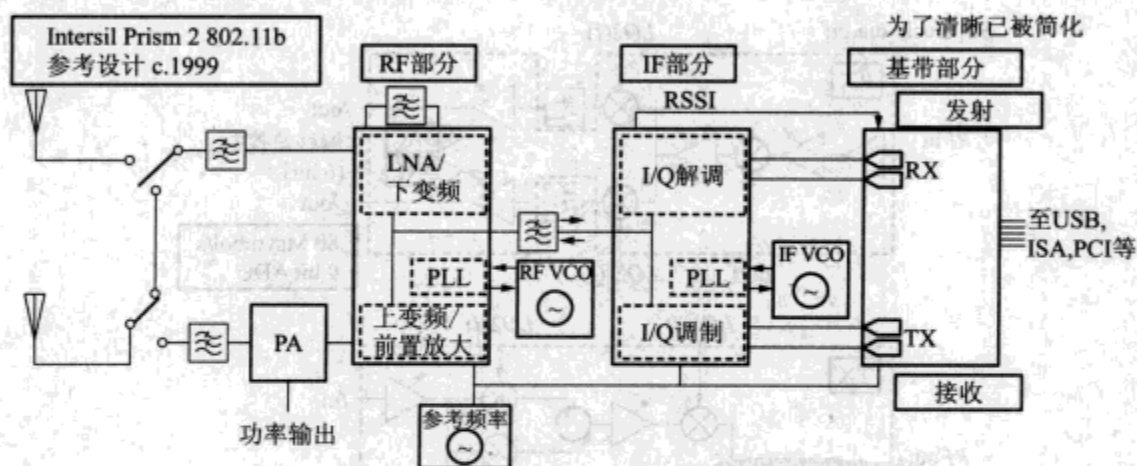 Intersil Prism 2 802.11b
参考设计 c.1999
为了清晰已被简化
RF部分
IF部分
基带部分
RSSI
发射
LNA/
下变频
I/Q解调
RX
至USB,
ISA,PCI等
PLL
RF VCO
PLL
IF VCO
PA
上变频/
前置放大
I/Q调制
TX
接收
功率输出
参考频率